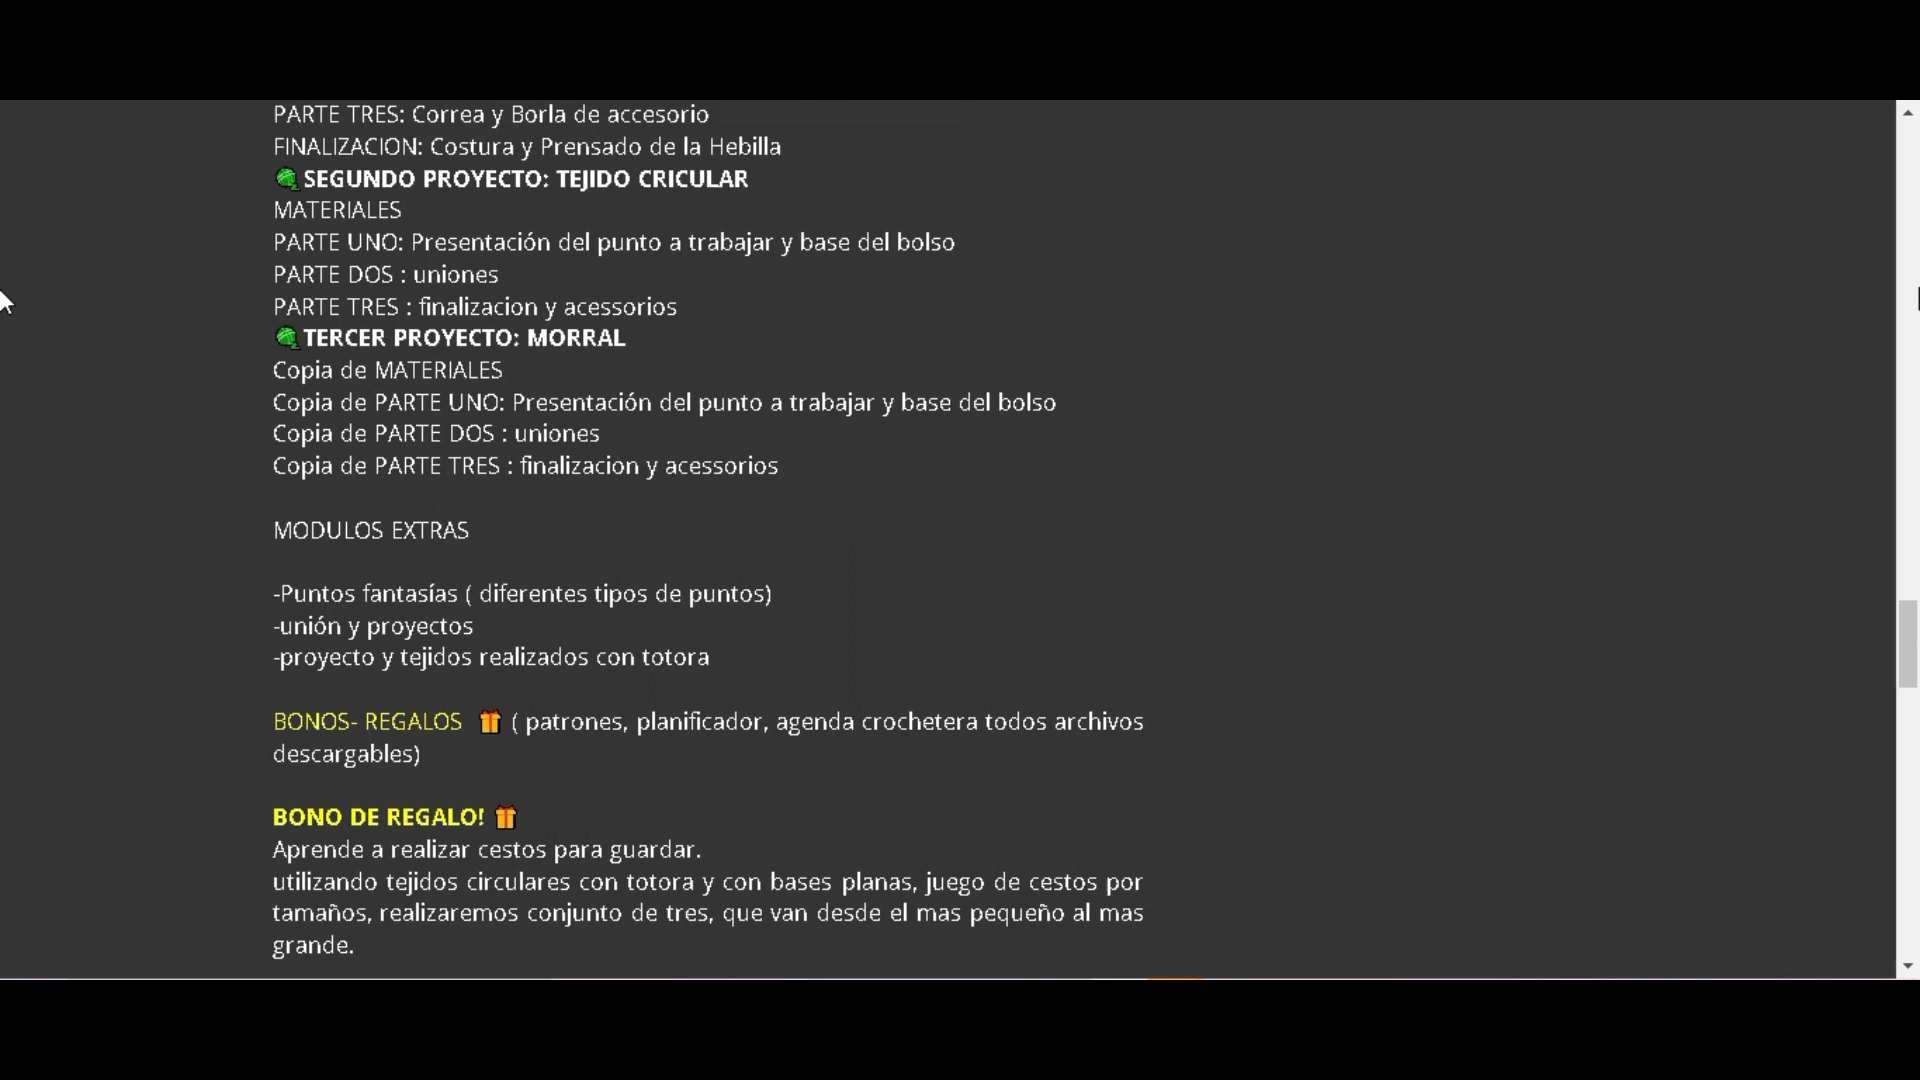 PARTE TRES: Correa y Borla de accesorio
FINALIZACION: Costura y Prensado de la Hebilla
SEGUNDO PROYECTO: TEJIDO CRICULAR
MATERIALES
PARTE UNO: Presentación del punto a trabajar y base del bolso
PARTE DOS : uniones
PARTE TRES : finalizacion y acessorios
TERCER PROYECTO: MORRAL
Copia de MATERIALES
Copia de PARTE UNO: Presentación del punto a trabajar y base del bolso
Copia de PARTE DOS : uniones
Copia de PARTE TRES : finalizacion y acessorios
MODULOS EXTRAS
-Puntos fantasías ( diferentes tipos de puntos)
-unión y proyectos
-proyecto y tejidos realizados con totora
BONOS- REGALOS 🎁 ( patrones, planificador, agenda crochetera todos archivos
descargables)
BONO DE REGALO! 🎁
Aprende a realizar cestos para guardar.
utilizando tejidos circulares con totora y con bases planas, juego de cestos por
tamaños, realizaremos conjunto de tres, que van desde el mas pequeño al mas
grande.